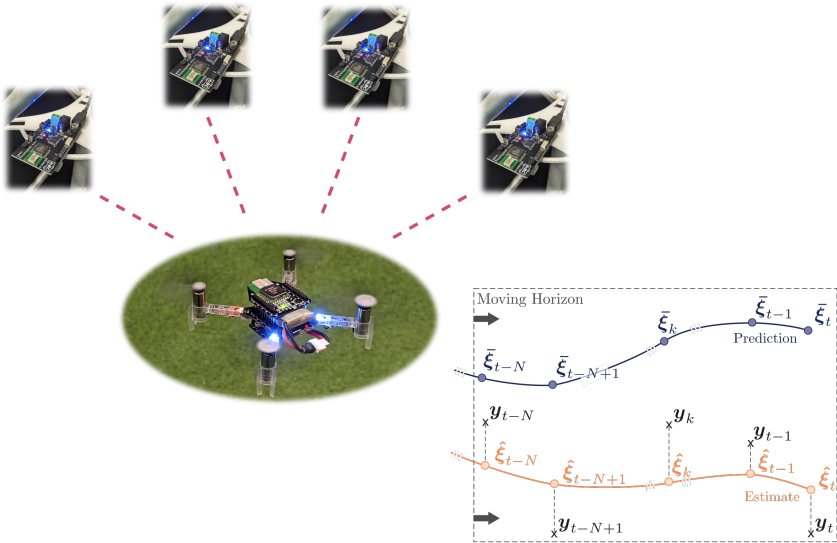 Moving Horizon
ξ̄ₜ₋₁
ξ̄ₜ
ξ̄ₖ
Prediction
ξ̄ₜ₋N
ξ̄ₜ₋N₊₁
yₜ₋N
yₖ
yₜ₋₁
ξ̂ₜ₋N
ξ̂ₜ₋N₊₁
ξ̂ₖ
ξ̂ₜ₋₁
ξ̂ₜ
Estimate
yₜ₋N₊₁
yₜ